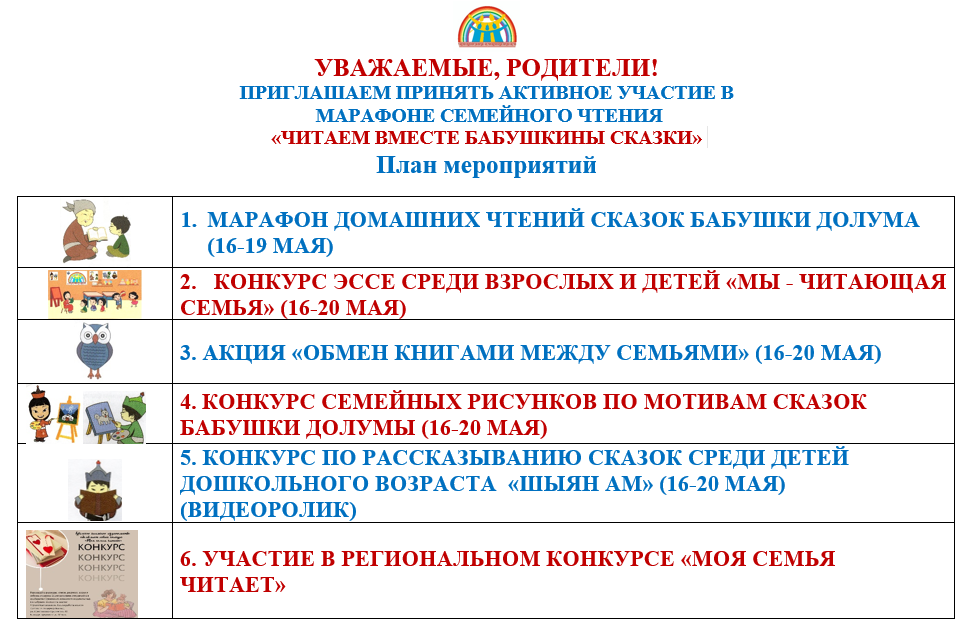 УВАЖАЕМЫЕ, РОДИТЕЛИ!
ПРИГЛАШАЕМ ПРИНЯТЬ АКТИВНОЕ УЧАСТИЕ В
МАРАФОНЕ СЕМЕЙНОГО ЧТЕНИЯ
«ЧИТАЕМ ВМЕСТЕ БАБУШКИНЫ СКАЗКИ»
План мероприятий
1. МАРАФОН ДОМАШНИХ ЧТЕНИЙ СКАЗОК БАБУШКИ ДОЛУМА
(16-19 МАЯ)
2. КОНКУРС ЭССЕ СРЕДИ ВЗРОСЛЫХ И ДЕТЕЙ «МЫ - ЧИТАЮЩАЯ
СЕМЬЯ» (16-20 МАЯ)
3. АКЦИЯ «ОБМЕН КНИГАМИ МЕЖДУ СЕМЬЯМИ» (16-20 МАЯ)
4. КОНКУРС СЕМЕЙНЫХ РИСУНКОВ ПО МОТИВАМ СКАЗОК
БАБУШКИ ДОЛУМЫ (16-20 МАЯ)
5. КОНКУРС ПО РАССКАЗЫВАНИЮ СКАЗОК СРЕДИ ДЕТЕЙ
ДОШКОЛЬНОГО ВОЗРАСТА «ШЫЯН АМ» (16-20 МАЯ)
(ВИДЕОРОЛИК)
КОНКУРС
КОНКУРС
КОНКУРС
КОНКУРС
6. УЧАСТИЕ В РЕГИОНАЛЬНОМ КОНКУРСЕ «МОЯ СЕМЬЯ
ЧИТАЕТ»